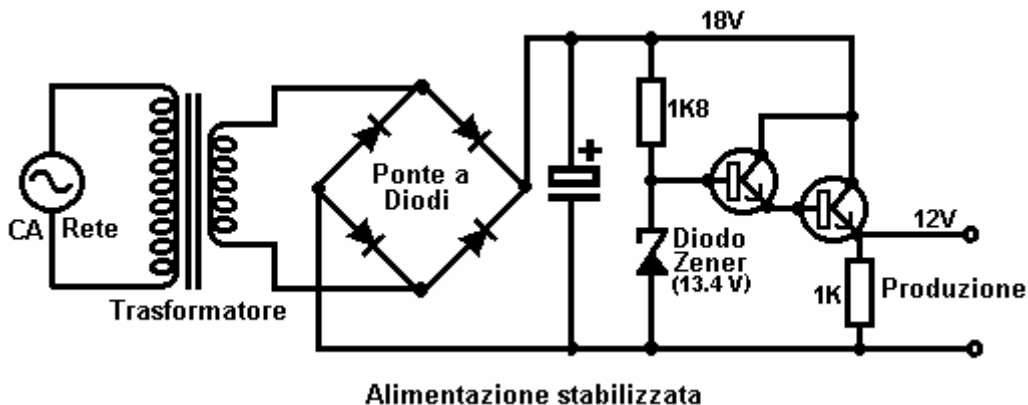 18V
1K8
+
Ponte a
Diodi
CA Rete
12V
Diodo
Zener
(13.4 V)
1K
Produzione
Trasformatore
Alimentazione stabilizzata